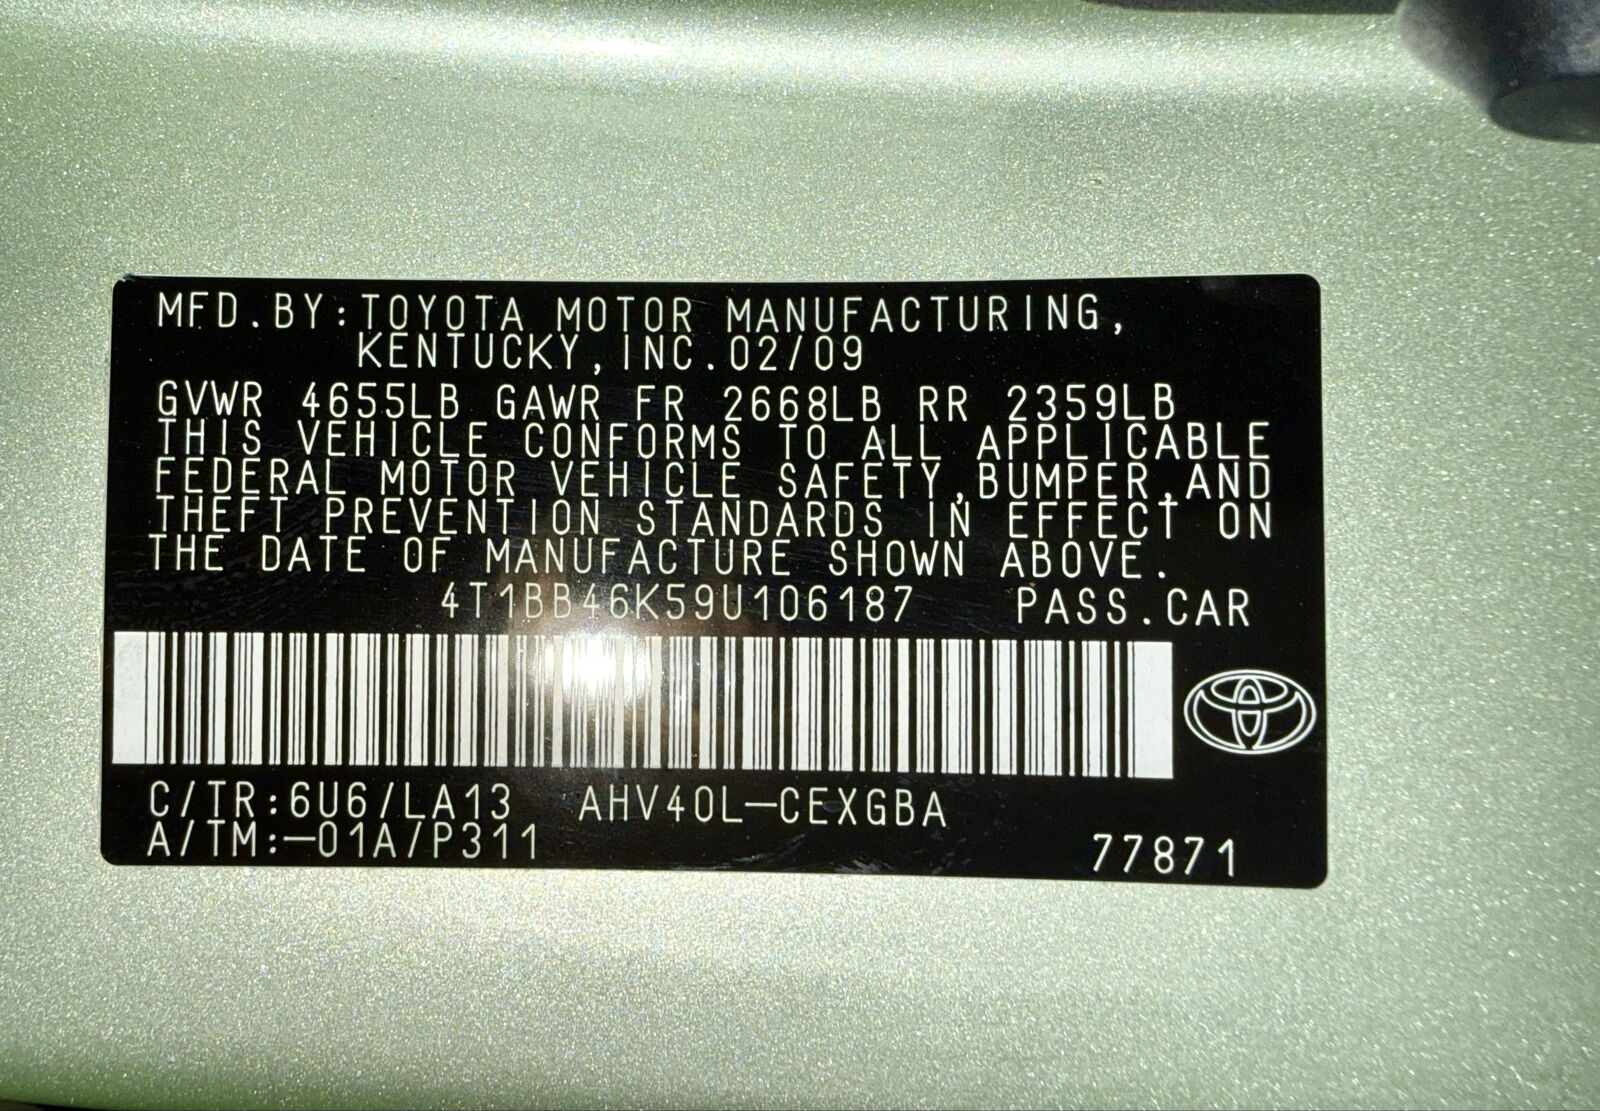 MFD.BY:TOYOTA MOTOR MANUFACTURING,
KENTUCKY,INC.02/09
GVWR 4655LB GAWR FR 2668LB RR 2359LB
THIS VEHICLE CONFORMS TO ALL APPLICABLE
FEDERAL MOTOR VEHICLE SAFETY,BUMPER,AND
THEFT PREVENTION STANDARDS IN EFFECT ON
THE DATE OF MANUFACTURE SHOWN ABOVE.
4T1BB46K59U106187 PASS.CAR
C/TR:6U6/LA13 AHV40L-CEXGBA
A/TM:-01A/P311
77871